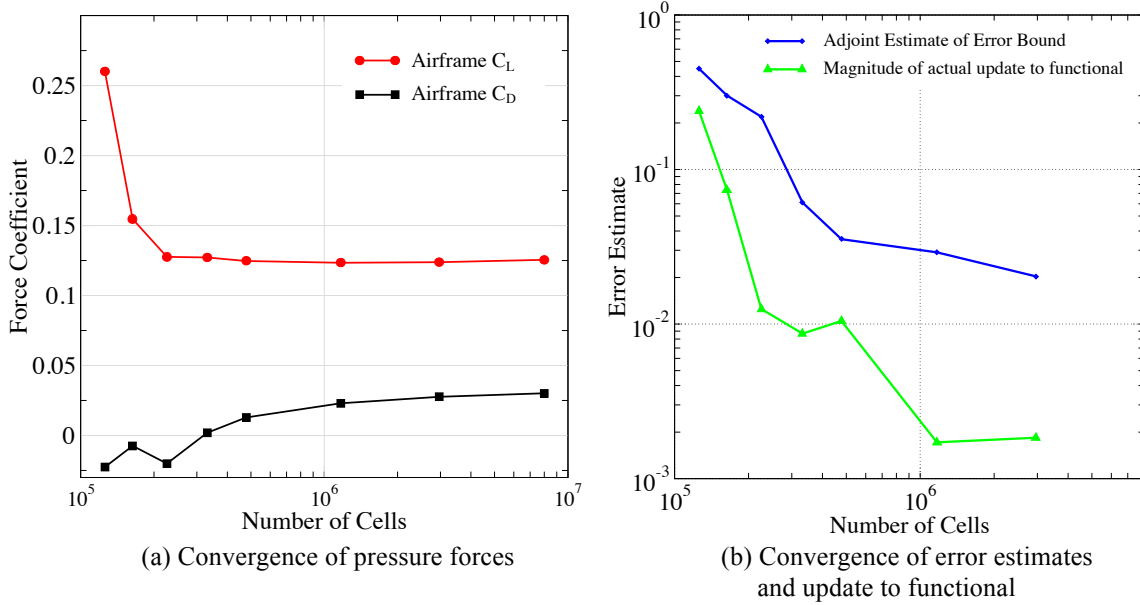 Airframe C_L
Airframe C_D
0.25
0.2
0.15
0.1
0.05
0
Force Coefficient
10^5
10^6
10^7
Number of Cells
(a) Convergence of pressure forces
Adjoint Estimate of Error Bound
Magnitude of actual update to functional
10^0
10^-1
10^-2
10^-3
Error Estimate
10^5
10^6
Number of Cells
(b) Convergence of error estimates
and update to functional